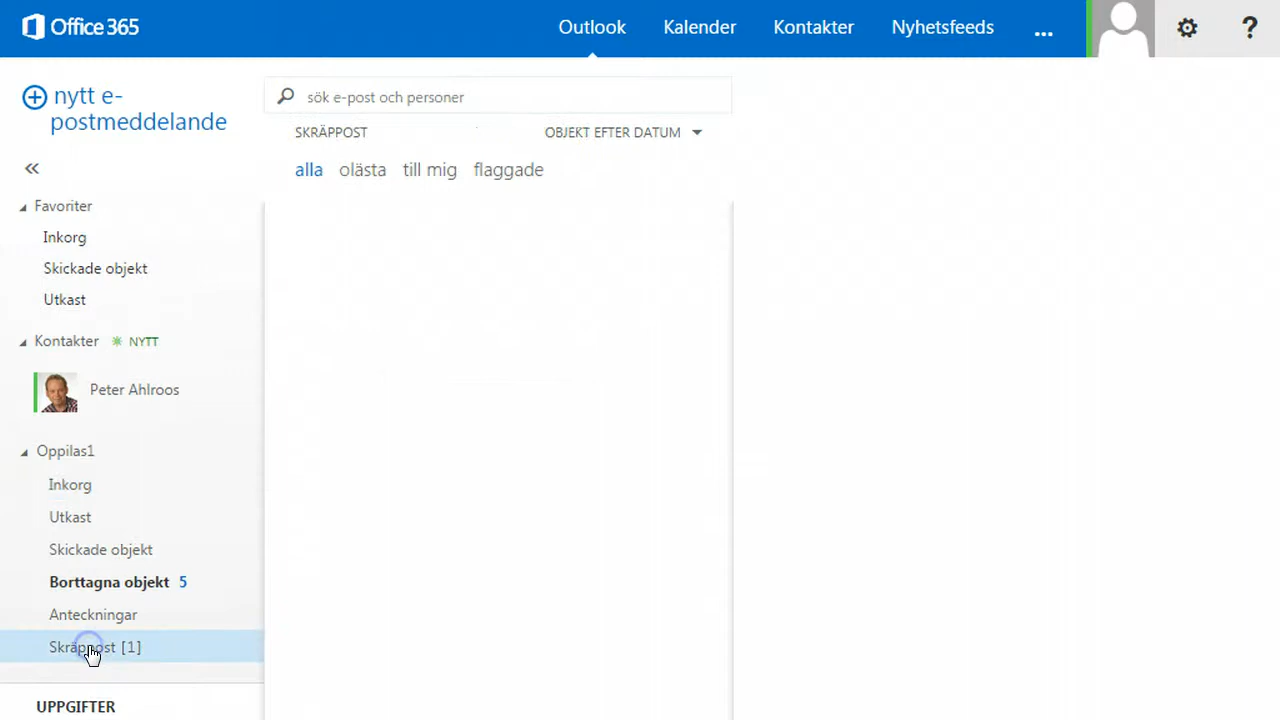 Office 365
Outlook
Kalender
Kontakter
Nyhetsfeeds
...
?
nytt e-
postmeddelande
sök e-post och personer
SKRÄPPOST
OBJEKT EFTER DATUM
alla olästa till mig flaggade
«
Favoriter
Inkorg
Skickade objekt
Utkast
Kontakter NYTT
Peter Ahlroos
Oppilas1
Inkorg
Utkast
Skickade objekt
Borttagna objekt 5
Anteckningar
Skräppost [1]
UPPGIFTER